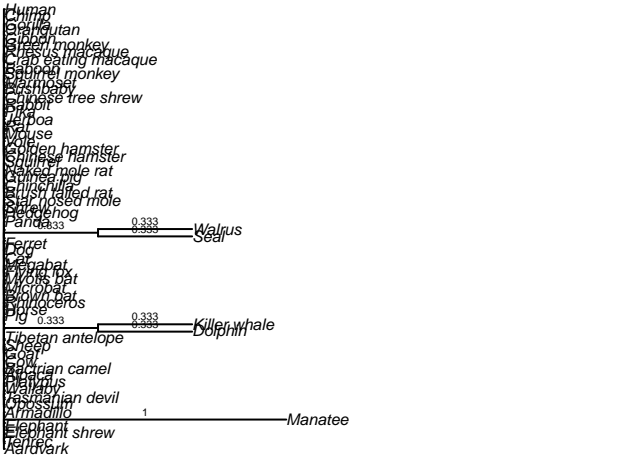 Human
Chimp
Gorilla
Orangutan
Gibbon
Green monkey
Rhesus macaque
Crab eating macaque
Baboon
Squirrel monkey
Marmoset
Bushbaby
Chinese tree shrew
Rabbit
Pika
Jerboa
Rat
Mouse
Vole
Golden hamster
Chinese hamster
Squirrel
Naked mole rat
Guinea pig
Chinchilla
Brush tailed rat
Star nosed mole
Shrew
Hedgehog
Panda
0.333
0.333
Walrus
0.333
Seal
Ferret
Dog
Cat
Megabat
Flying fox
Myotis bat
Microbat
Brown bat
Rhinoceros
Horse
Pig
0.333
0.333
Killer whale
0.333
Dolphin
Tibetan antelope
Sheep
Goat
Cow
Bactrian camel
Alpaca
Platypus
Wallaby
Tasmanian devil
Opossum
Armadillo
1
Manatee
Elephant
Elephant shrew
Tenrec
Aardvark